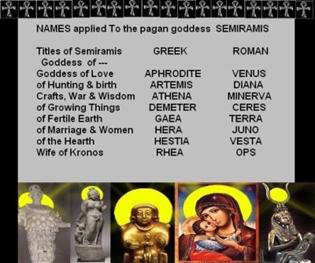 NAMES applied To the pagan goddess SEMIRAMIS
Titles of Semiramis GREEK ROMAN
Goddess of ---
Goddess of Love APHRODITE VENUS
of Hunting & birth ARTEMIS DIANA
Crafts, War & Wisdom ATHENA MINERVA
of Growing Things DEMETER CERES
of Fertile Earth GAEA TERRA
of Marriage & Women HERA JUNO
of the Hearth HESTIA VESTA
Wife of Kronos RHEA OPS